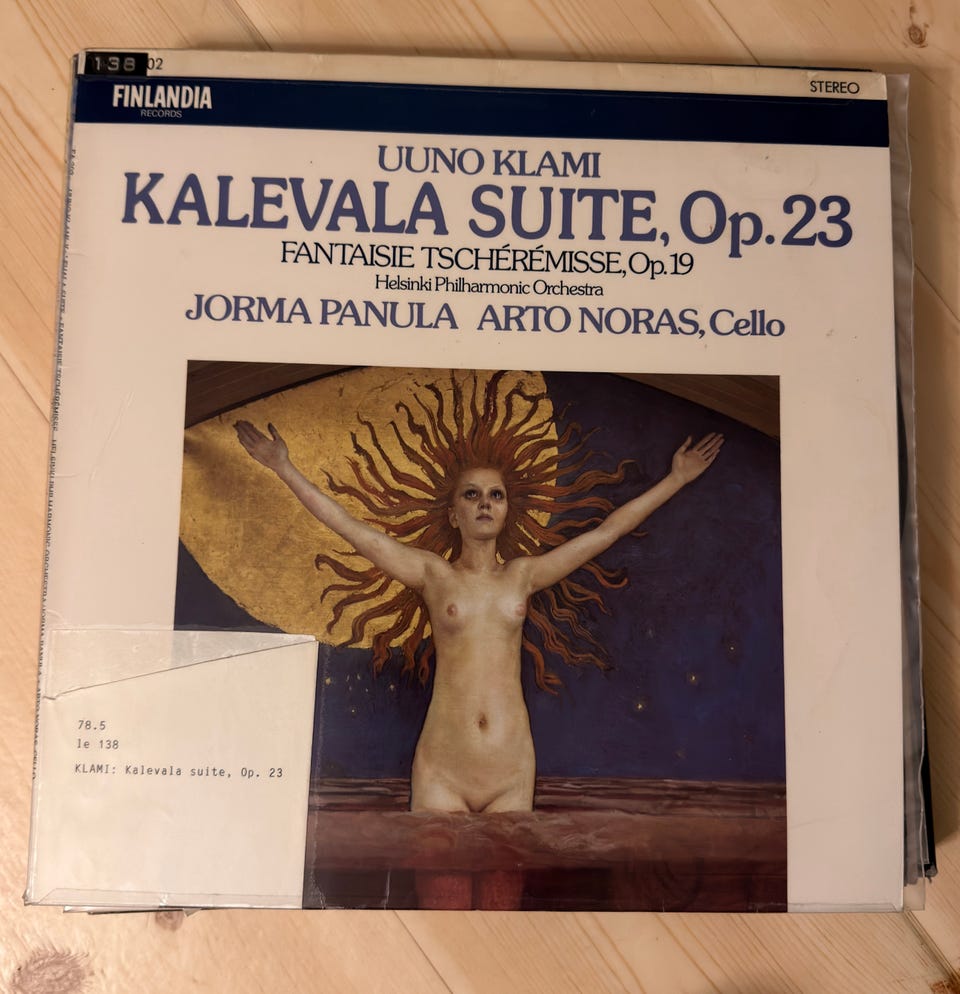 138 02
STEREO
FINLANDIA
RECORDS
UUNO KLAMI
KALEVALA SUITE, Op. 23
FANTAISIE TSCHÉRÉMISSE, Op. 19
Helsinki Philharmonic Orchestra
JORMA PANULA ARTO NORAS, Cello
78.5
le 138
KLAMI: Kalevala suite, Op. 23